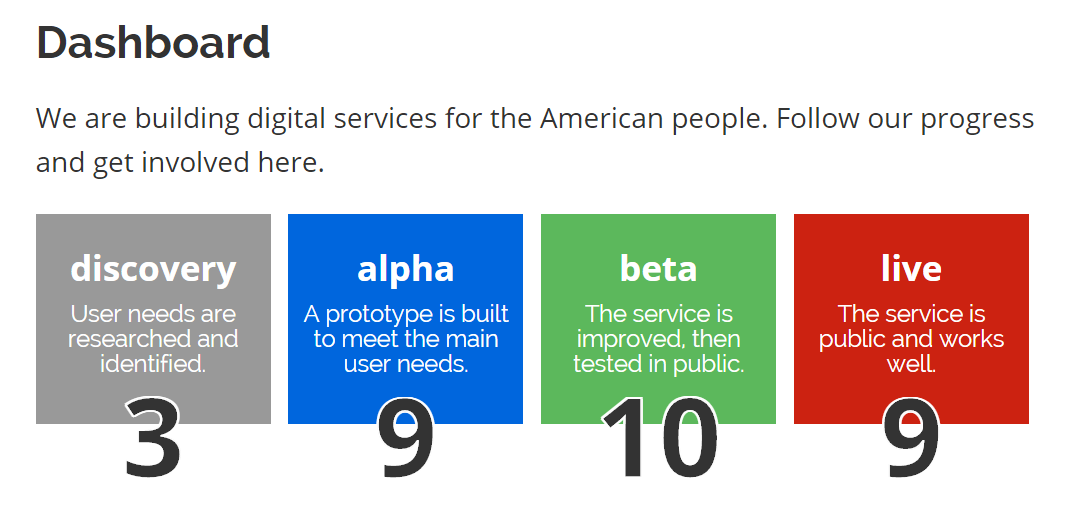 Dashboard
We are building digital services for the American people. Follow our progress
and get involved here.
discovery
User needs are
researched and
identified.
3
alpha
A prototype is built
to meet the main
user needs.
9
beta
The service is
improved, then
tested in public.
10
live
The service is
public and works
well.
9